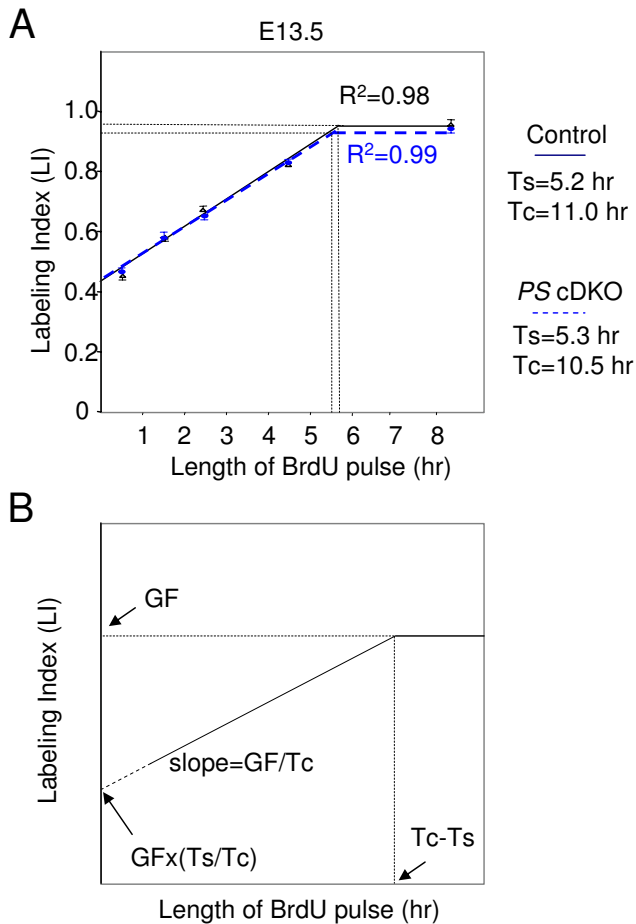 A
E13.5
R²=0.98
R²=0.99
1.0
0.8
0.6
0.4
0.2
0
Labeling Index (LI)
1 2 3 4 5 6 7 8
Length of BrdU pulse (hr)
Control
Ts=5.2 hr
Tc=11.0 hr
PS cDKO
Ts=5.3 hr
Tc=10.5 hr
B
GF
Labeling Index (LI)
slope=GF/Tc
GFx(Ts/Tc)
Tc-Ts
Length of BrdU pulse (hr)